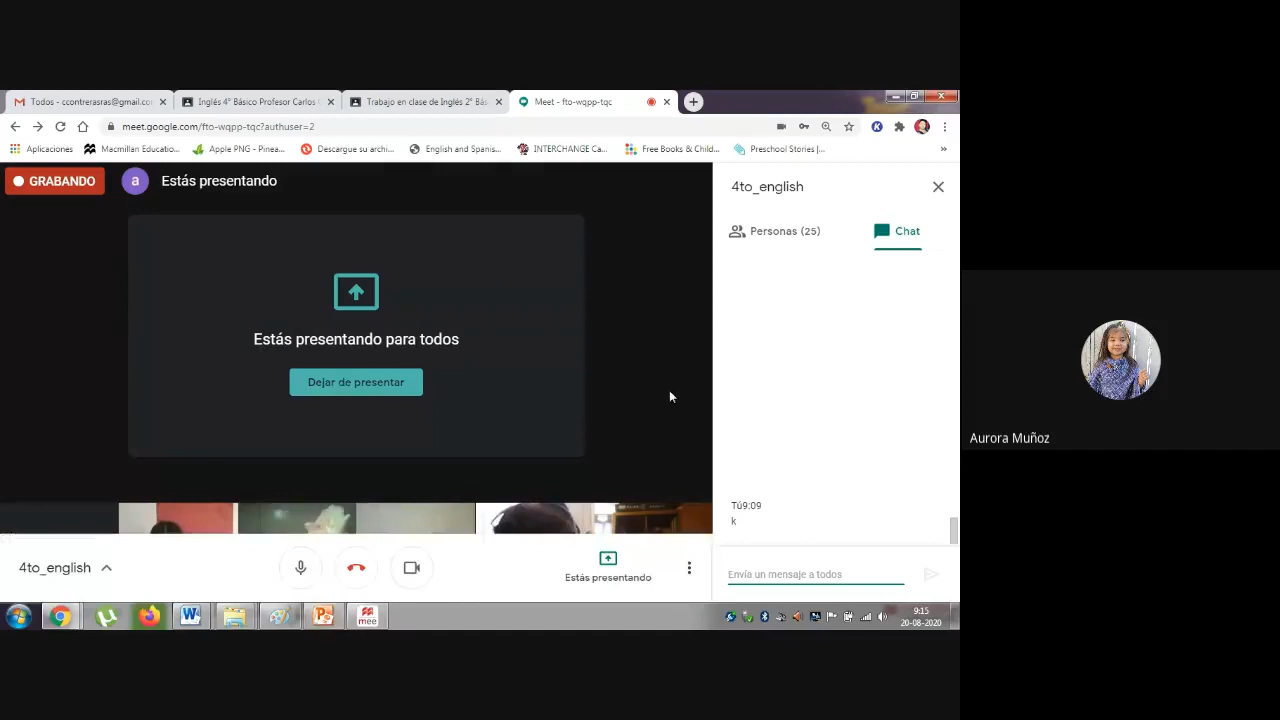 Todos - ccontrerasras@gmail.co
Inglés 4° Básico Profesor Carlos
Trabajo en clase de Inglés 2° Bás
Meet - fto-wqpp-tqc
meet.google.com/fto-wqpp-tqc?authuser=2
Aplicaciones
Macmillan Educatio...
Apple PNG - Pinea...
Descargue su archi...
English and Spanis...
INTERCHANGE Ca...
Free Books & Child...
Preschool Stories |...
»
GRABANDO
a
Estás presentando
4to_english
Personas (25)
Chat
Estás presentando para todos
Dejar de presentar
Aurora Muñoz
Tú9:09
k
4to_english
Estás presentando
Envía un mensaje a todos
mee
9:15
20-08-2020